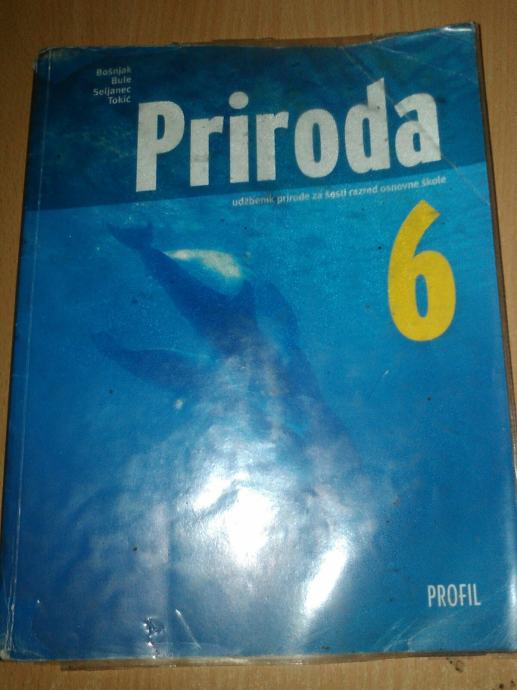 Bošnjak
Bule
Seljanec
Tokić
Priroda
udžbenik prirode za šesti razred osnovne škole
6
PROFIL